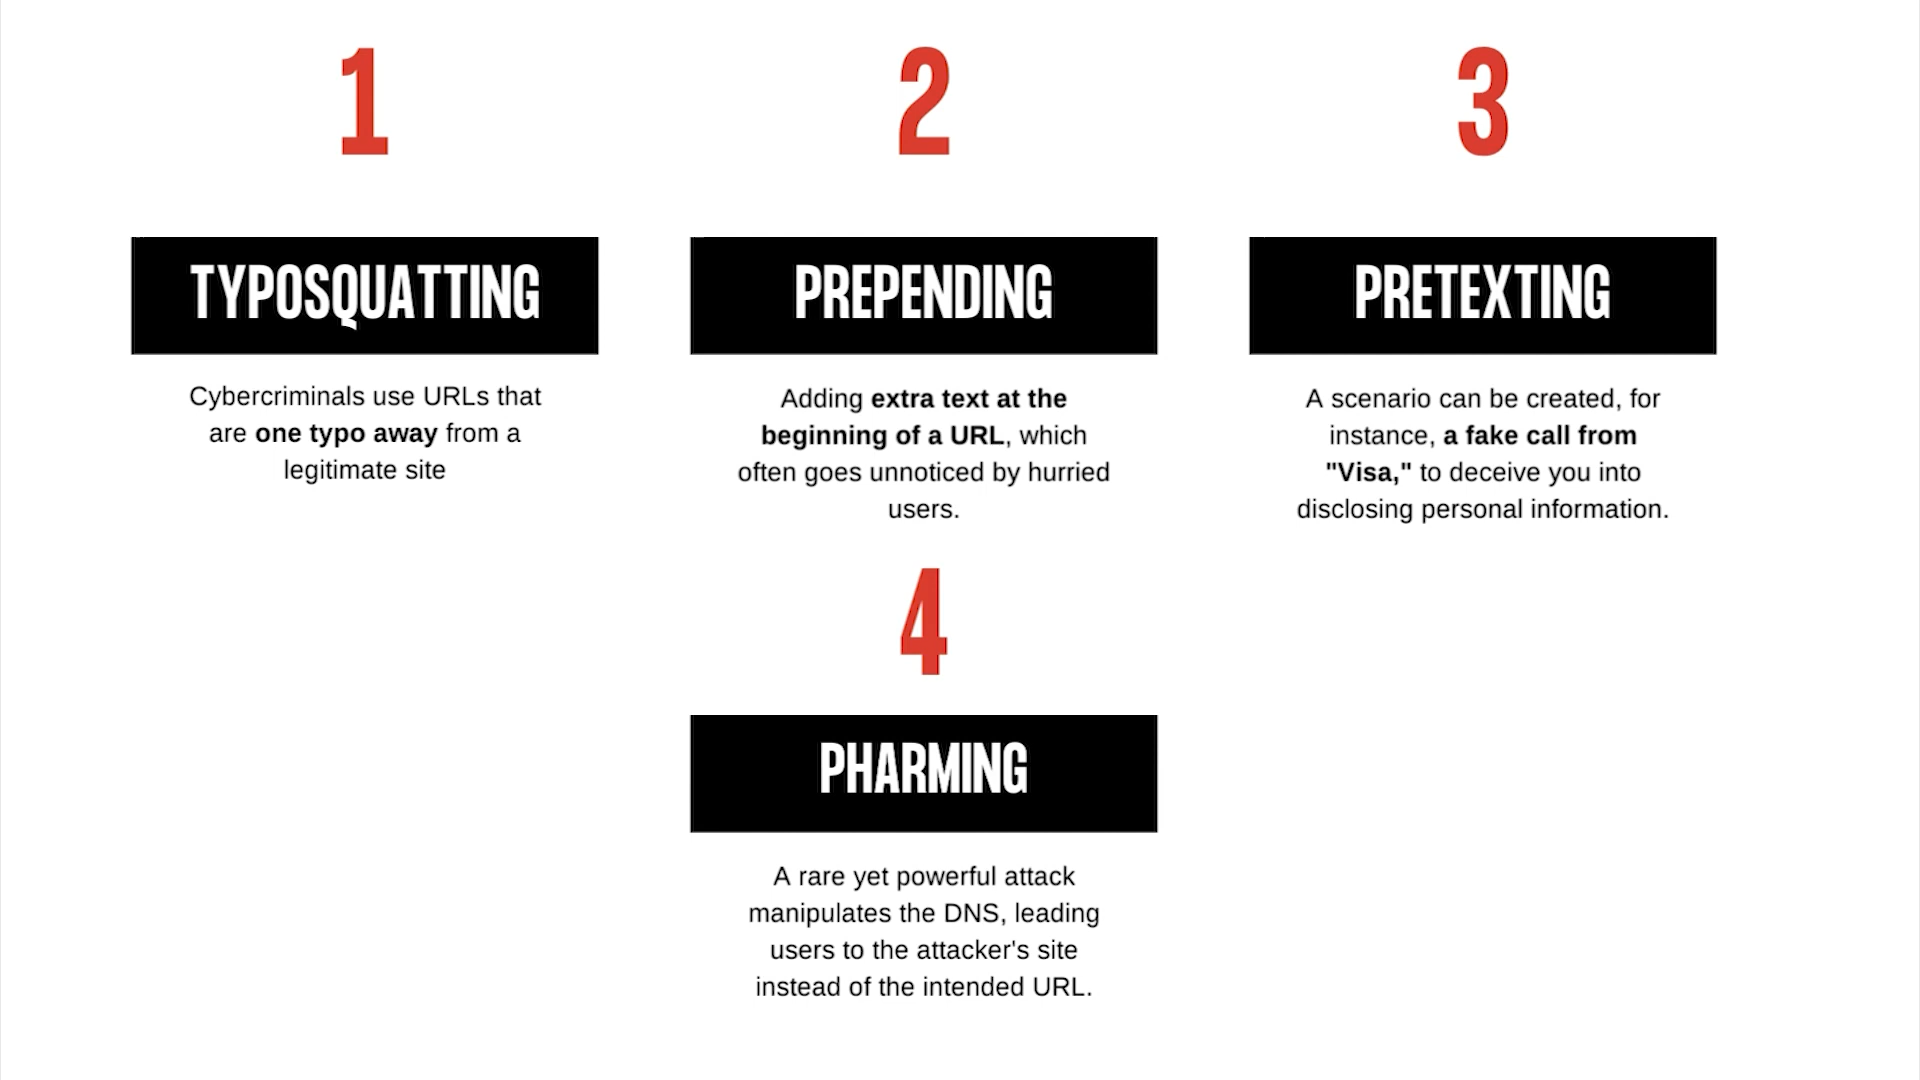 1
TYPOSQUATTING
Cybercriminals use URLs that
are one typo away from a
legitimate site
2
PREPENDING
Adding extra text at the
beginning of a URL, which
often goes unnoticed by hurried
users.
3
PRETEXTING
A scenario can be created, for
instance, a fake call from
"Visa," to deceive you into
disclosing personal information.
4
PHARMING
A rare yet powerful attack
manipulates the DNS, leading
users to the attacker's site
instead of the intended URL.